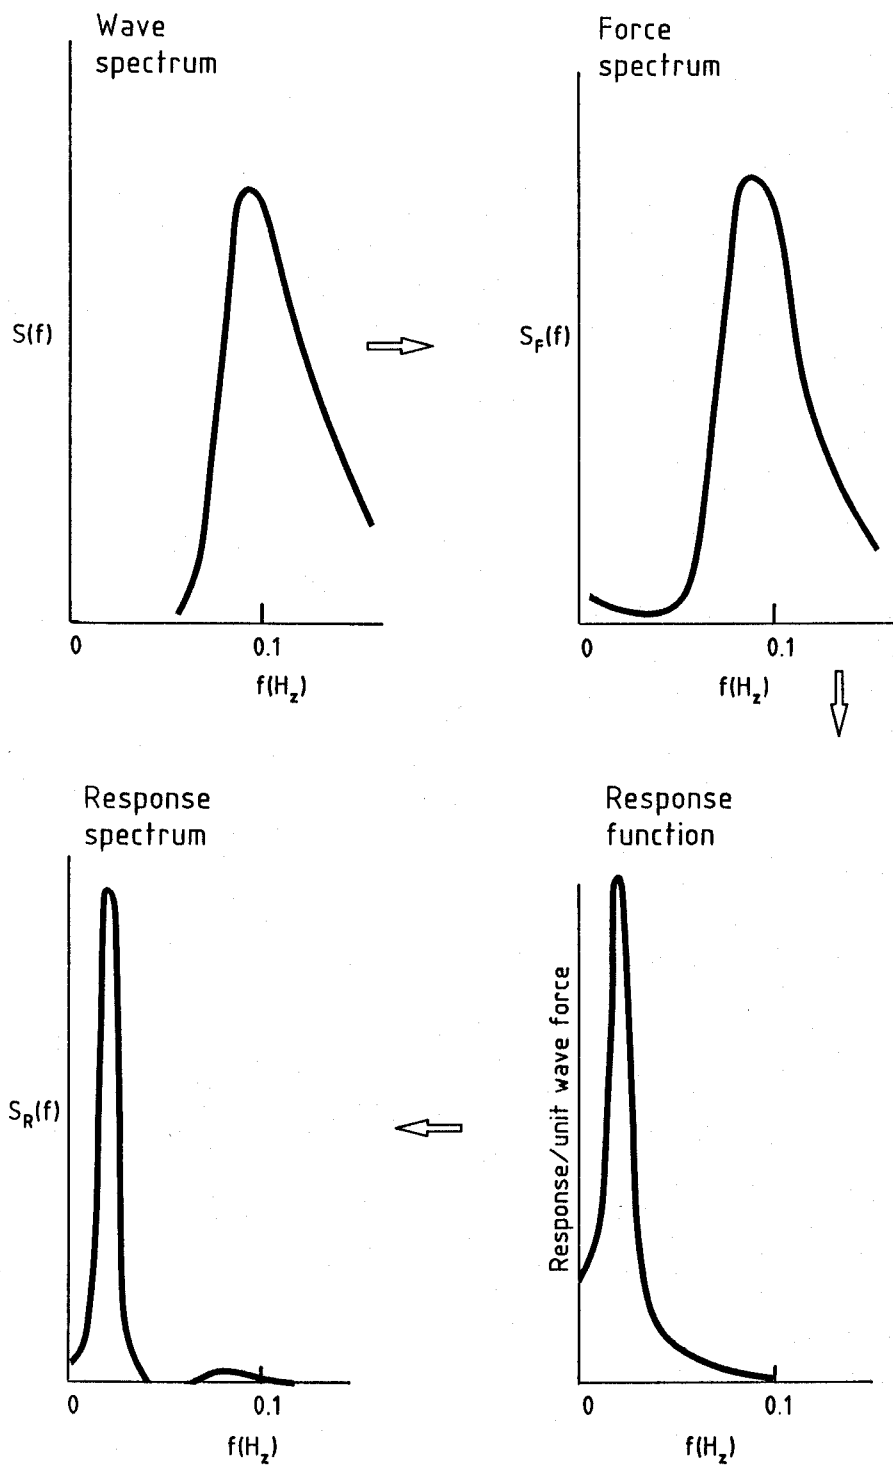 Wave
spectrum
S(f)
0
0.1
f(Hz)
Force
spectrum
SF(f)
0
0.1
f(Hz)
Response
function
Response/unit wave force
0
0.1
f(Hz)
Response
spectrum
SR(f)
0
0.1
f(Hz)